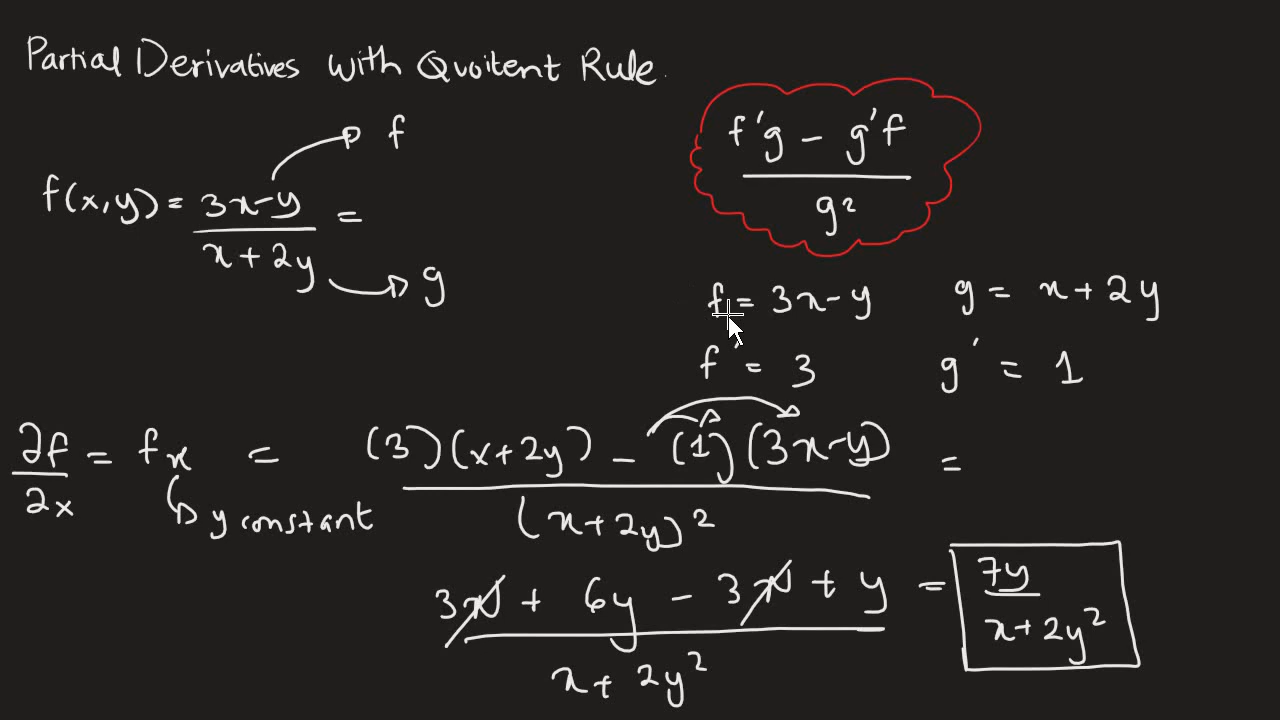 Partial Derivatives with Quoitent Rule.
f
f(x,y) = (3x-y)/(x+2y) =
g
(f'g - g'f)/g²
f = 3x-y g = x+2y
f' = 3 g' = 1
∂f/∂x = fx = ((3)(x+2y) - (1)(3x-y))/(x+2y)² =
y constant
(3x + 6y - 3x + y)/(x+2y²) = 7y/(x+2y²)